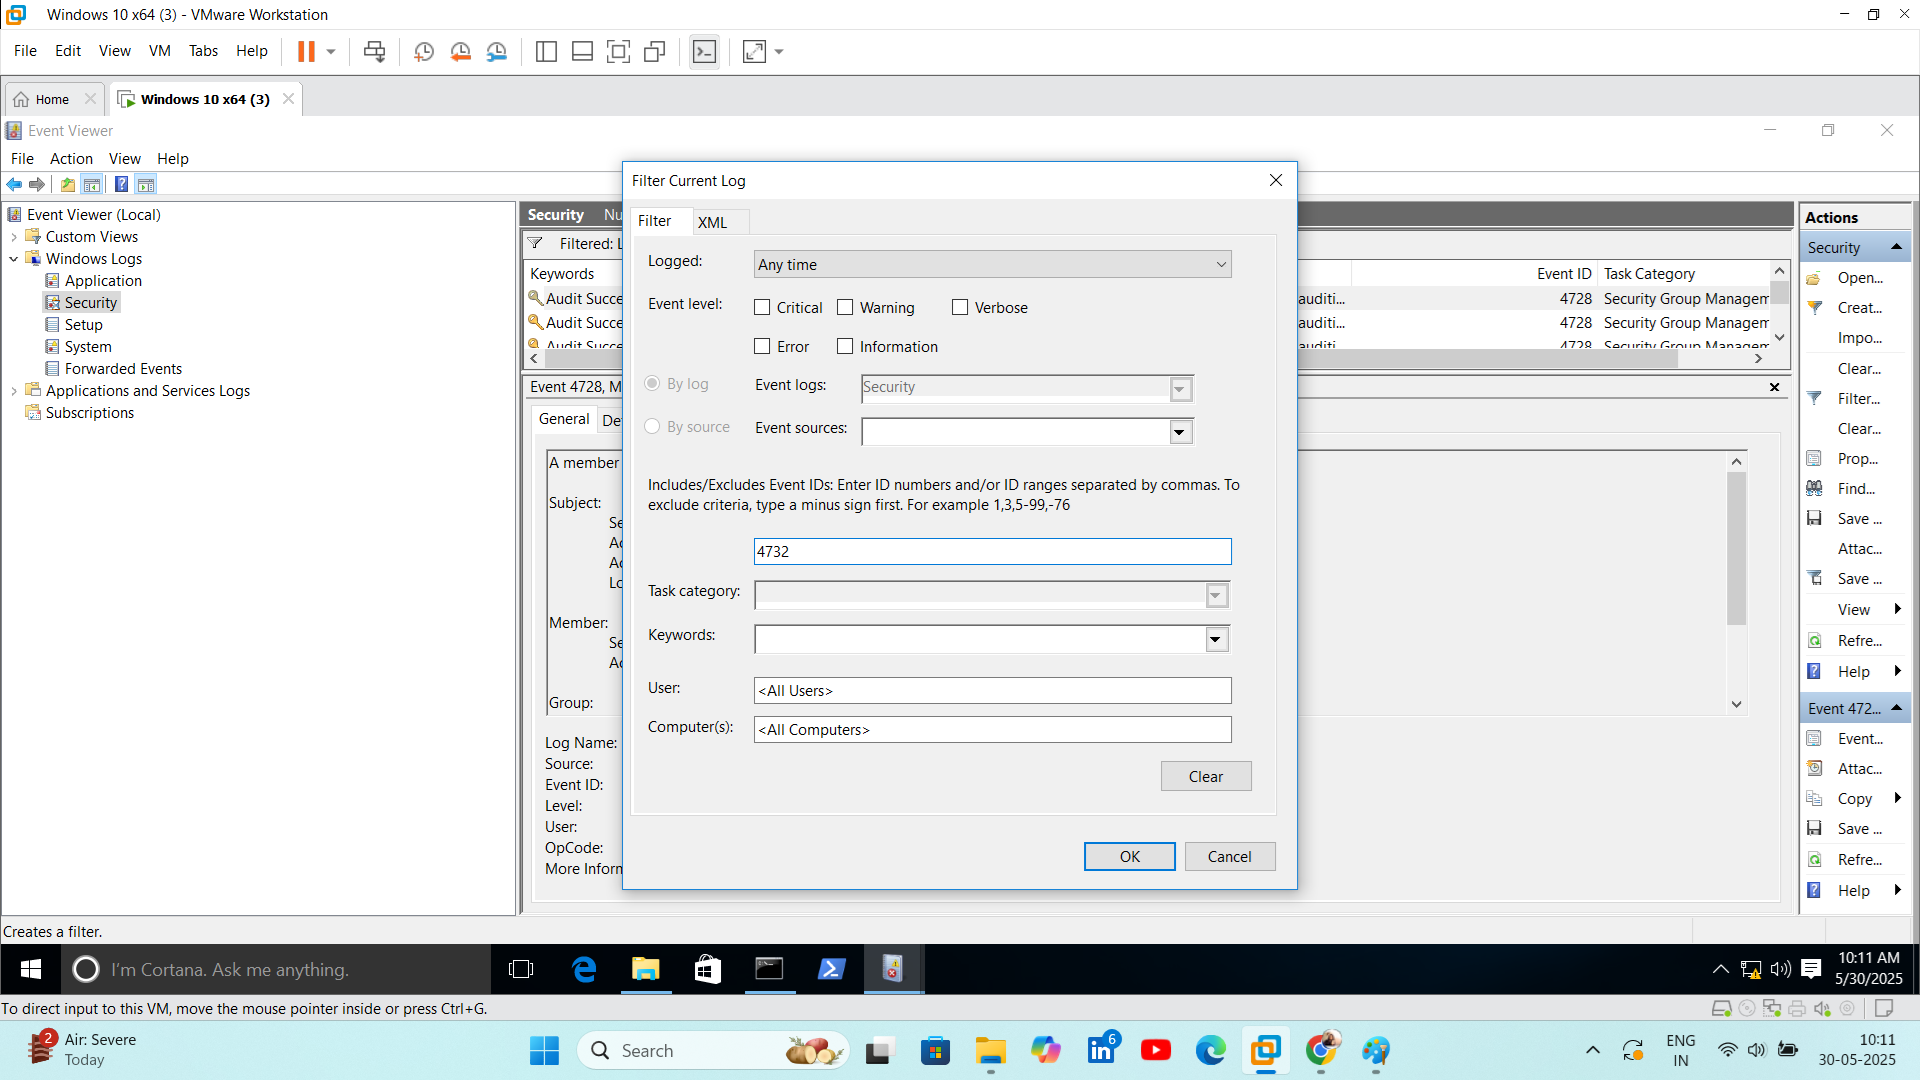 Windows 10 x64 (3) - VMware Workstation
File Edit View VM Tabs Help
Home
Windows 10 x64 (3)
Event Viewer
File Action View Help
Event Viewer (Local)
Custom Views
Windows Logs
Application
Security
Setup
System
Forwarded Events
Applications and Services Logs
Subscriptions
Security Nu
Filtered: L
Keywords
Event ID Task Category
Audit Succe
auditi... 4728 Security Group Managem
Audit Succe
auditi... 4728 Security Group Managem
Audit Succe
auditi 4728 Security Group Managem
Event 4728, M
General De
A member
Subject:
Se
Ac
Ac
Lo
Member:
Se
Ac
Group:
Log Name:
Source:
Event ID:
Level:
User:
OpCode:
More Inform
Filter Current Log
Filter XML
Logged: Any time
Event level: Critical Warning Verbose
Error Information
By log Event logs: Security
By source Event sources:
Includes/Excludes Event IDs: Enter ID numbers and/or ID ranges separated by commas. To
exclude criteria, type a minus sign first. For example 1,3,5-99,-76
4732
Task category:
Keywords:
User: <All Users>
Computer(s): <All Computers>
Clear
OK Cancel
Actions
Security
Open...
Creat...
Impo...
Clear...
Filter...
Clear...
Prop...
Find...
Save ...
Attac...
Save ...
View
Refre...
Help
Event 472...
Event...
Attac...
Copy
Save ...
Refre...
Help
Creates a filter.
I'm Cortana. Ask me anything.
10:11 AM
5/30/2025
To direct input to this VM, move the mouse pointer inside or press Ctrl+G.
2
Air: Severe
Today
Search
6
ENG
IN
10:11
30-05-2025